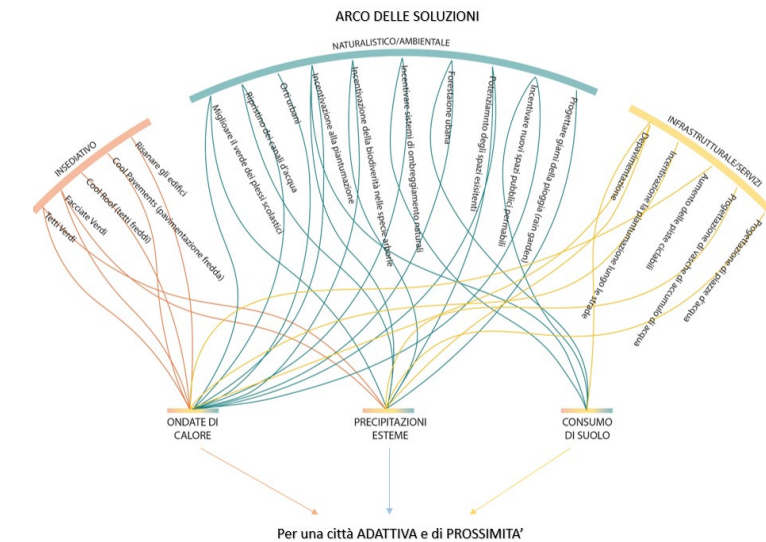 ARCO DELLE SOLUZIONI
NATURALISTICO/AMBIENTALE
INSEDIATIVO
INFRASTRUTTURALE/SERVIZI
Tetti Verdi
Facciate Verdi
Cool Roof (tetti freddi)
Cool Pavements (pavimentazione fredda)
Risanare gli edifici
Migliorare il verde dei plessi scolastici
Ripristino dei canali d'acqua
Orti urbani
Incentivazione alla piantumazione
Incentivazione della biodiverità nelle specie arboree
Incentivare sistemi di ombreggiamento naturali
Forestazione urbana
Potenziamento degli spazi esistenti
Incentivare nuovi spazi pubblici permabili
Progettare giarni della pioggia (rain garden)
Depavimentazione
Incentivazione la piantumazione lungo le strade
Aumento delle piste ciclabili
Progettazione di vasche di accumulo di acqua
Progettazione di piazze d'acqua
ONDATE DI
CALORE
PRECIPITAZIONI
ESTEME
CONSUMO
DI SUOLO
Per una città ADATTIVA e di PROSSIMITA'